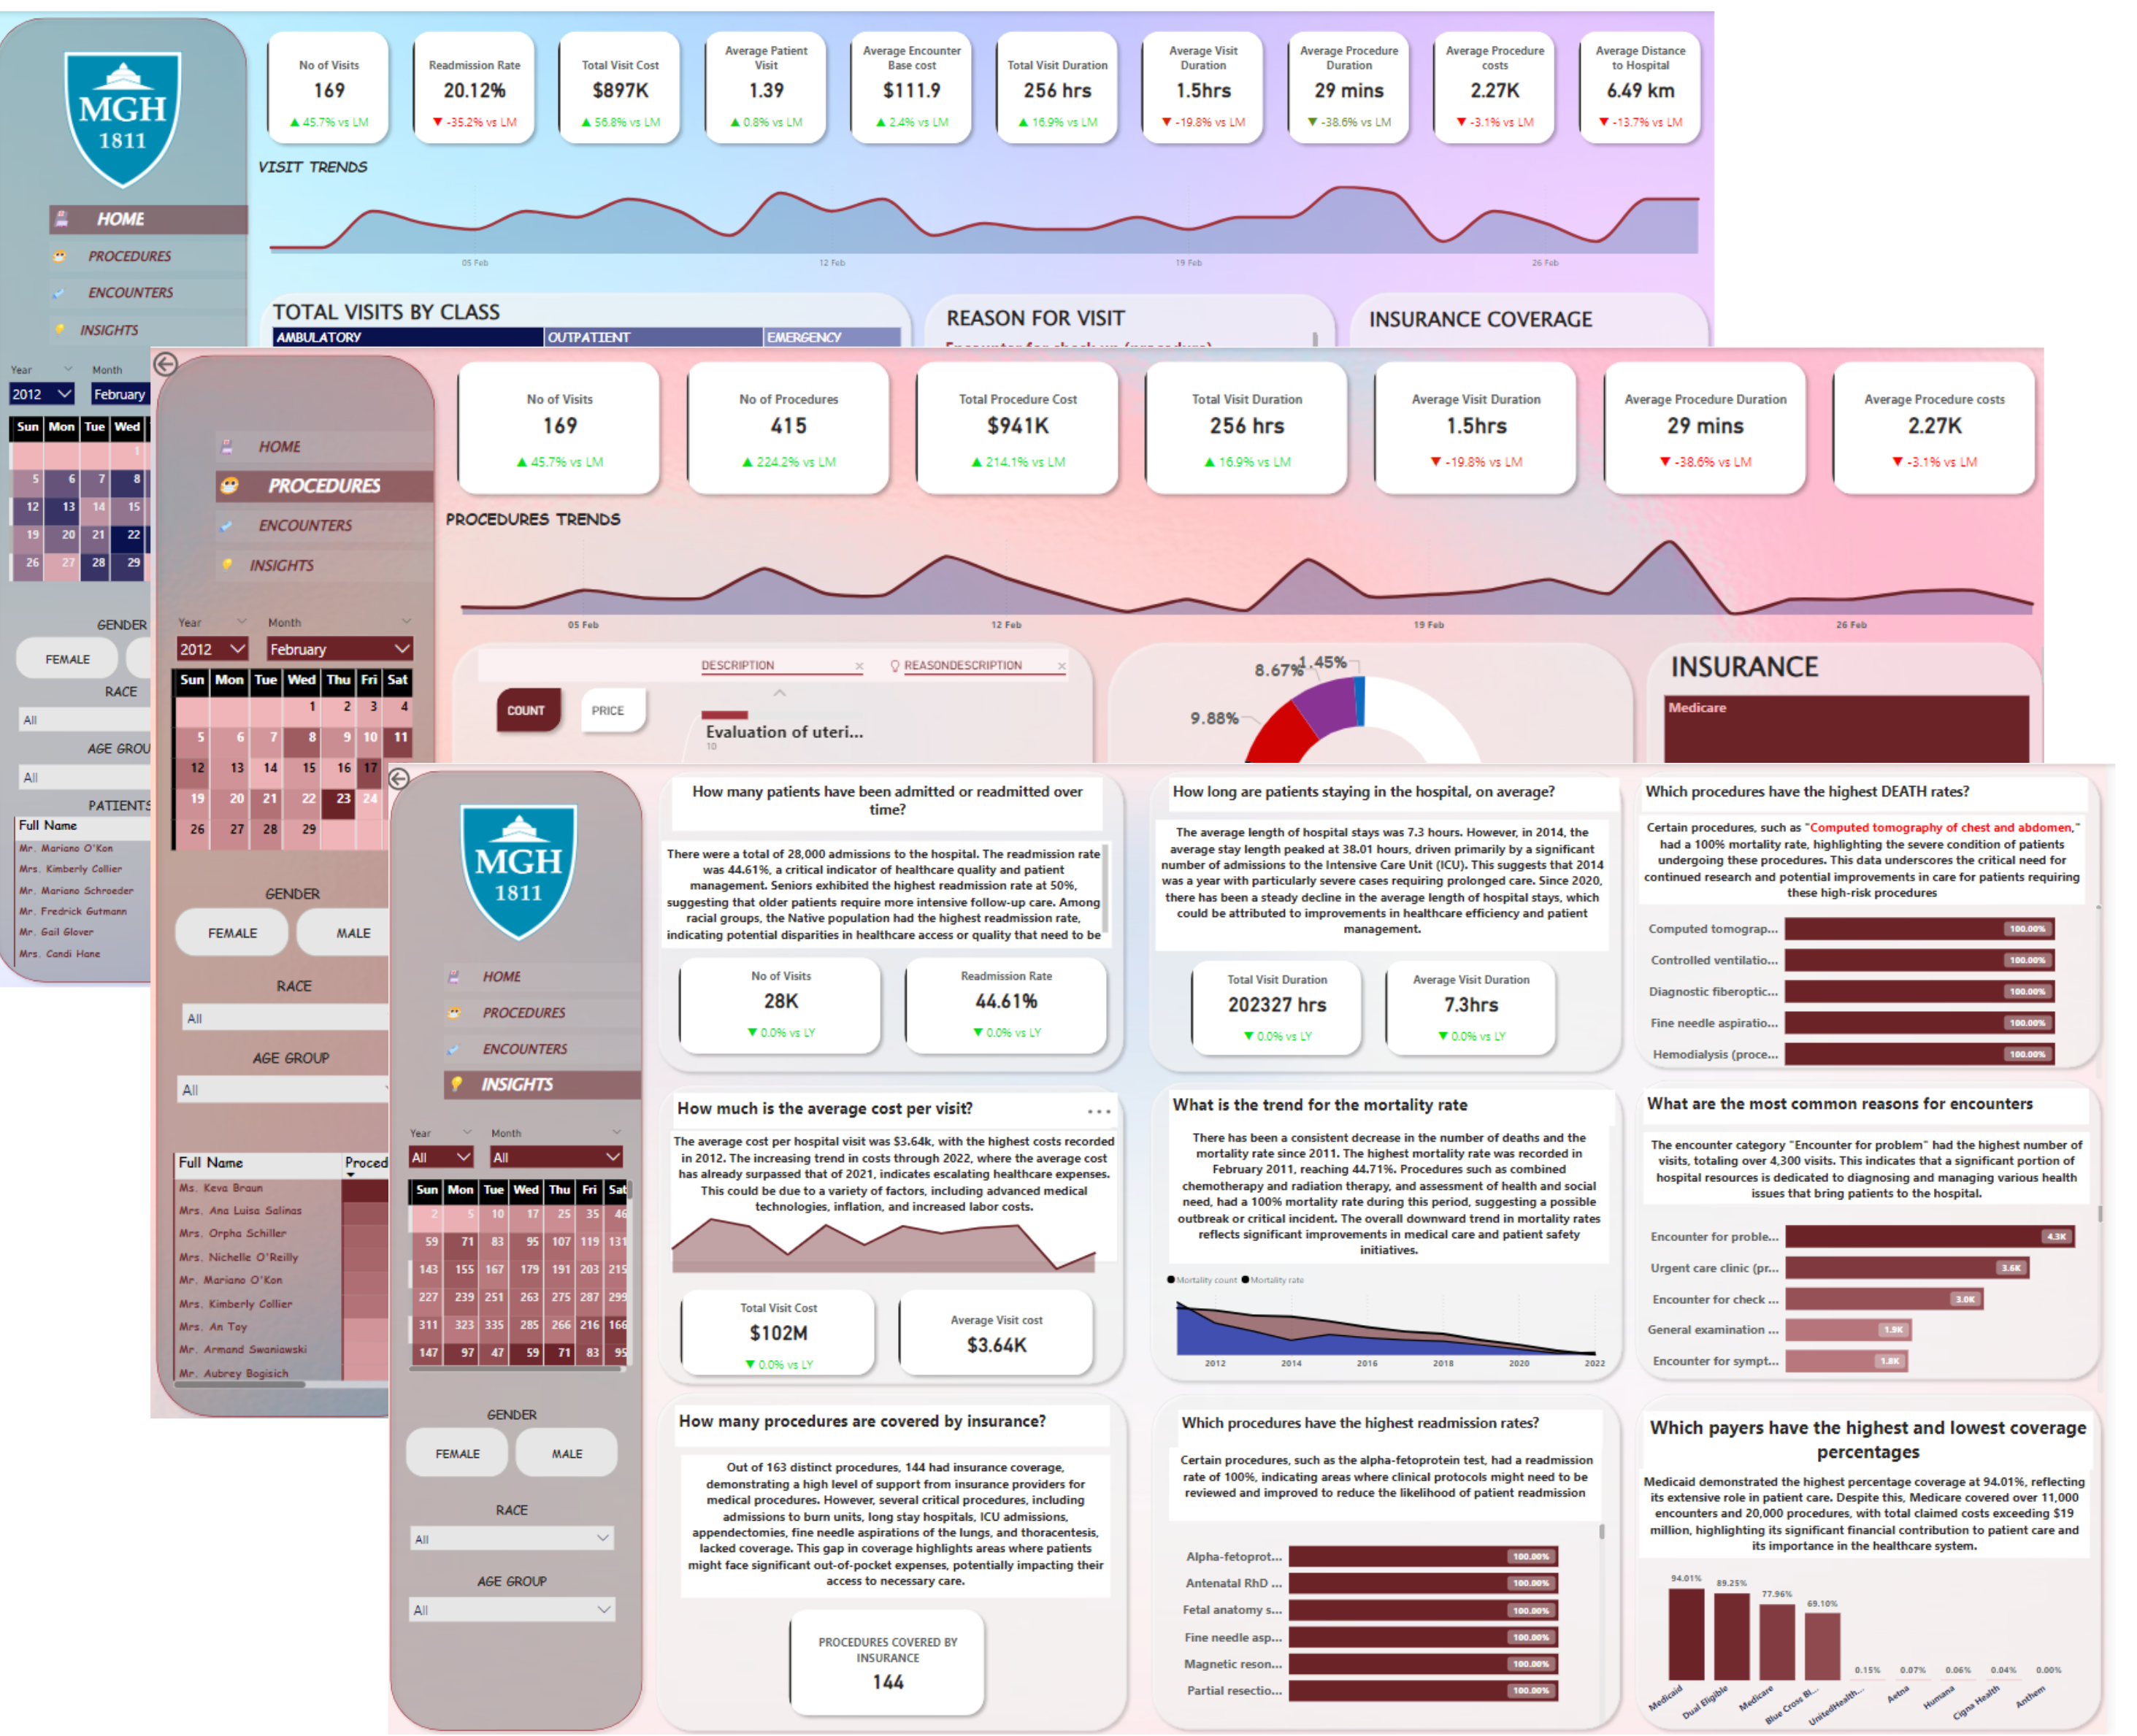 MGH
1811
HOME
PROCEDURES
ENCOUNTERS
INSIGHTS
Year
Month
2012
February
Sun Mon Tue Wed
1
5 6 7 8
12 13 14 15
19 20 21 22
26 27 28 29
GENDER
FEMALE
RACE
All
AGE GROU
All
PATIENTS
Full Name
Mr. Mariano O'Kon
Mrs. Kimberly Collier
Mr. Mariano Schroeder
Mr. Fredrick Gutmann
Mr. Gail Glover
Mrs. Candi Hane
No of Visits
169
▲ 45.7% vs LM
Readmission Rate
20.12%
▼ -35.2% vs LM
Total Visit Cost
$897K
▲ 56.8% vs LM
Average Patient
Visit
1.39
▲ 0.8% vs LM
Average Encounter
Base cost
$111.9
▲ 2.4% vs LM
Total Visit Duration
256 hrs
▲ 16.9% vs LM
Average Visit
Duration
1.5hrs
▼ -19.8% vs LM
Average Procedure
Duration
29 mins
▼ -38.6% vs LM
Average Procedure
costs
2.27K
▼ -3.1% vs LM
Average Distance
to Hospital
6.49 km
▼ -13.7% vs LM
VISIT TRENDS
05 Feb 12 Feb 19 Feb 26 Feb
TOTAL VISITS BY CLASS
AMBULATORY OUTPATIENT EMERGENCY
REASON FOR VISIT
INSURANCE COVERAGE
HOME
PROCEDURES
ENCOUNTERS
INSIGHTS
Year
Month
2012
February
Sun Mon Tue Wed Thu Fri Sat
1 2 3 4
5 6 7 8 9 10 11
12 13 14 15 16 17
19 20 21 22 23 24
26 27 28 29
GENDER
FEMALE MALE
RACE
All
AGE GROUP
All
Full Name Proced
Ms. Keva Braun
Mrs. Ana Luisa Salinas
Mrs. Orpha Schiller
Mrs. Nichelle O'Reilly
Mr. Mariano O'Kon
Mrs. Kimberly Collier
Mrs. An Toy
Mr. Armand Swaniawski
Mr. Aubrey Bogisich
No of Visits
169
▲ 45.7% vs LM
No of Procedures
415
▲ 224.2% vs LM
Total Procedure Cost
$941K
▲ 214.1% vs LM
Total Visit Duration
256 hrs
▲ 16.9% vs LM
Average Visit Duration
1.5hrs
▼ -19.8% vs LM
Average Procedure Duration
29 mins
▼ -38.6% vs LM
Average Procedure costs
2.27K
▼ -3.1% vs LM
PROCEDURES TRENDS
05 Feb 12 Feb 19 Feb 26 Feb
DESCRIPTION REASONDESCRIPTION
COUNT PRICE
Evaluation of uteri...
10
8.67% 1.45%
9.88%
INSURANCE
Medicare
MGH
1811
HOME
PROCEDURES
ENCOUNTERS
INSIGHTS
Year
Month
All
All
Sun Mon Tue Wed Thu Fri Sat
2 5 10 17 25 35 46
59 71 83 95 107 119 131
143 155 167 179 191 203 215
227 239 251 263 275 287 299
311 323 335 285 266 216 166
147 97 47 59 71 83 95
GENDER
FEMALE MALE
RACE
All
AGE GROUP
All
How many patients have been admitted or readmitted over
time?
There were a total of 28,000 admissions to the hospital. The readmission rate
was 44.61%, a critical indicator of healthcare quality and patient
management. Seniors exhibited the highest readmission rate at 50%,
suggesting that older patients require more intensive follow-up care. Among
racial groups, the Native population had the highest readmission rate,
indicating potential disparities in healthcare access or quality that need to be
No of Visits
28K
▼ 0.0% vs LY
Readmission Rate
44.61%
▼ 0.0% vs LY
How long are patients staying in the hospital, on average?
The average length of hospital stays was 7.3 hours. However, in 2014, the
average stay length peaked at 38.01 hours, driven primarily by a significant
number of admissions to the Intensive Care Unit (ICU). This suggests that 2014
was a year with particularly severe cases requiring prolonged care. Since 2020,
there has been a steady decline in the average length of hospital stays, which
could be attributed to improvements in healthcare efficiency and patient
management.
Total Visit Duration
202327 hrs
▼ 0.0% vs LY
Average Visit Duration
7.3hrs
▼ 0.0% vs LY
Which procedures have the highest DEATH rates?
Certain procedures, such as "Computed tomography of chest and abdomen,"
had a 100% mortality rate, highlighting the severe condition of patients
undergoing these procedures. This data underscores the critical need for
continued research and potential improvements in care for patients requiring
these high-risk procedures
Computed tomograp... 100.00%
Controlled ventilatio... 100.00%
Diagnostic fiberoptic... 100.00%
Fine needle aspiratio... 100.00%
Hemodialysis (proce... 100.00%
How much is the average cost per visit?
The average cost per hospital visit was $3.64k, with the highest costs recorded
in 2012. The increasing trend in costs through 2022, where the average cost
has already surpassed that of 2021, indicates escalating healthcare expenses.
This could be due to a variety of factors, including advanced medical
technologies, inflation, and increased labor costs.
Total Visit Cost
$102M
▼ 0.0% vs LY
Average Visit cost
$3.64K
What is the trend for the mortality rate
There has been a consistent decrease in the number of deaths and the
mortality rate since 2011. The highest mortality rate was recorded in
February 2011, reaching 44.71%. Procedures such as combined
chemotherapy and radiation therapy, and assessment of health and social
need, had a 100% mortality rate during this period, suggesting a possible
outbreak or critical incident. The overall downward trend in mortality rates
reflects significant improvements in medical care and patient safety
initiatives.
Mortality count Mortality rate
2012 2014 2016 2018 2020 2022
What are the most common reasons for encounters
The encounter category "Encounter for problem" had the highest number of
visits, totaling over 4,300 visits. This indicates that a significant portion of
hospital resources is dedicated to diagnosing and managing various health
issues that bring patients to the hospital.
Encounter for proble... 4.3K
Urgent care clinic (pr... 3.6K
Encounter for check ... 3.0K
General examination ... 1.9K
Encounter for sympt... 1.8K
How many procedures are covered by insurance?
Out of 163 distinct procedures, 144 had insurance coverage,
demonstrating a high level of support from insurance providers for
medical procedures. However, several critical procedures, including
admissions to burn units, long stay hospitals, ICU admissions,
appendectomies, fine needle aspirations of the lungs, and thoracentesis,
lacked coverage. This gap in coverage highlights areas where patients
might face significant out-of-pocket expenses, potentially impacting their
access to necessary care.
PROCEDURES COVERED BY
INSURANCE
144
Which procedures have the highest readmission rates?
Certain procedures, such as the alpha-fetoprotein test, had a readmission
rate of 100%, indicating areas where clinical protocols might need to be
reviewed and improved to reduce the likelihood of patient readmission
Alpha-fetoprot... 100.00%
Antenatal RhD ... 100.00%
Fetal anatomy s... 100.00%
Fine needle asp... 100.00%
Magnetic reson... 100.00%
Partial resectio... 100.00%
Which payers have the highest and lowest coverage
percentages
Medicaid demonstrated the highest percentage coverage at 94.01%, reflecting
its extensive role in patient care. Despite this, Medicare covered over 11,000
encounters and 20,000 procedures, with total claimed costs exceeding $19
million, highlighting its significant financial contribution to patient care and
its importance in the healthcare system.
94.01% 89.25% 77.96% 69.10% 0.15% 0.07% 0.06% 0.04% 0.00%
Medicaid Dual Eligible Medicare Blue Cross Bl... UnitedHealth... Aetna Humana Cigna Health Anthem